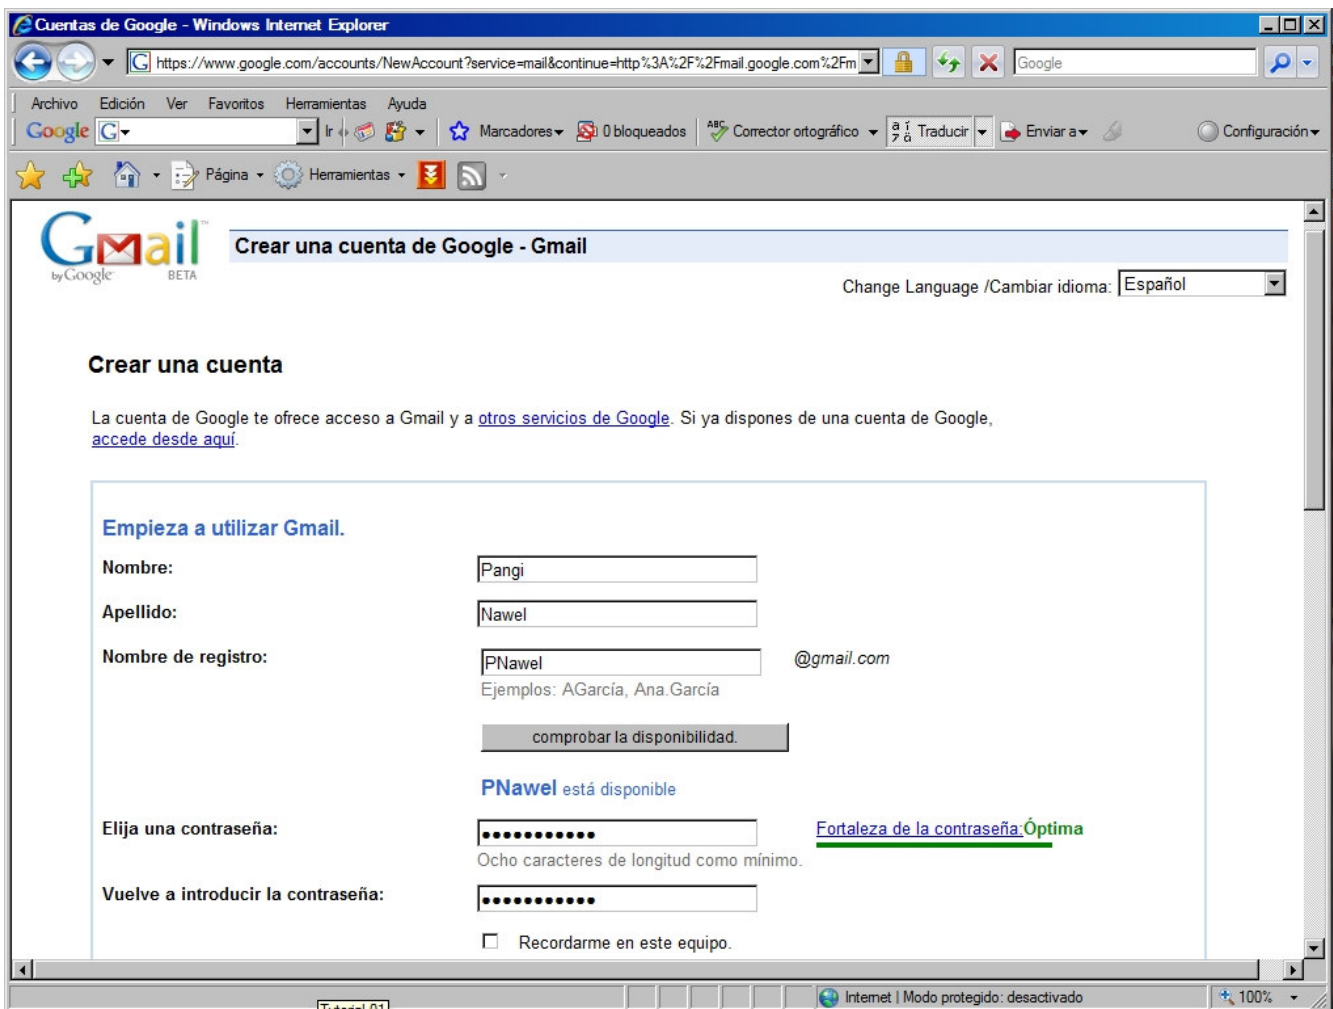 Cuentas de Google - Windows Internet Explorer
https://www.google.com/accounts/NewAccount?service=mail&continue=http%3A%2F%2Fmail.google.com%2Fm
Google
Archivo Edición Ver Favoritos Herramientas Ayuda
Google G Ir Marcadores 0 bloqueados ABC Corrector ortográfico Traducir Enviar a Configuración
Página Herramientas
Gmail™
by Google BETA
Crear una cuenta de Google - Gmail
Change Language /Cambiar idioma: Español
Crear una cuenta
La cuenta de Google te ofrece acceso a Gmail y a otros servicios de Google. Si ya dispones de una cuenta de Google,
accede desde aquí.
Empieza a utilizar Gmail.
Nombre: Pangi
Apellido: Nawel
Nombre de registro: PNawel @gmail.com
Ejemplos: AGarcía, Ana.García
comprobar la disponibilidad.
PNawel está disponible
Elija una contraseña: ●●●●●●●●●●● Fortaleza de la contraseña:Óptima
Ocho caracteres de longitud como mínimo.
Vuelve a introducir la contraseña: ●●●●●●●●●●●
Recordarme en este equipo.
Internet | Modo protegido: desactivado 100%